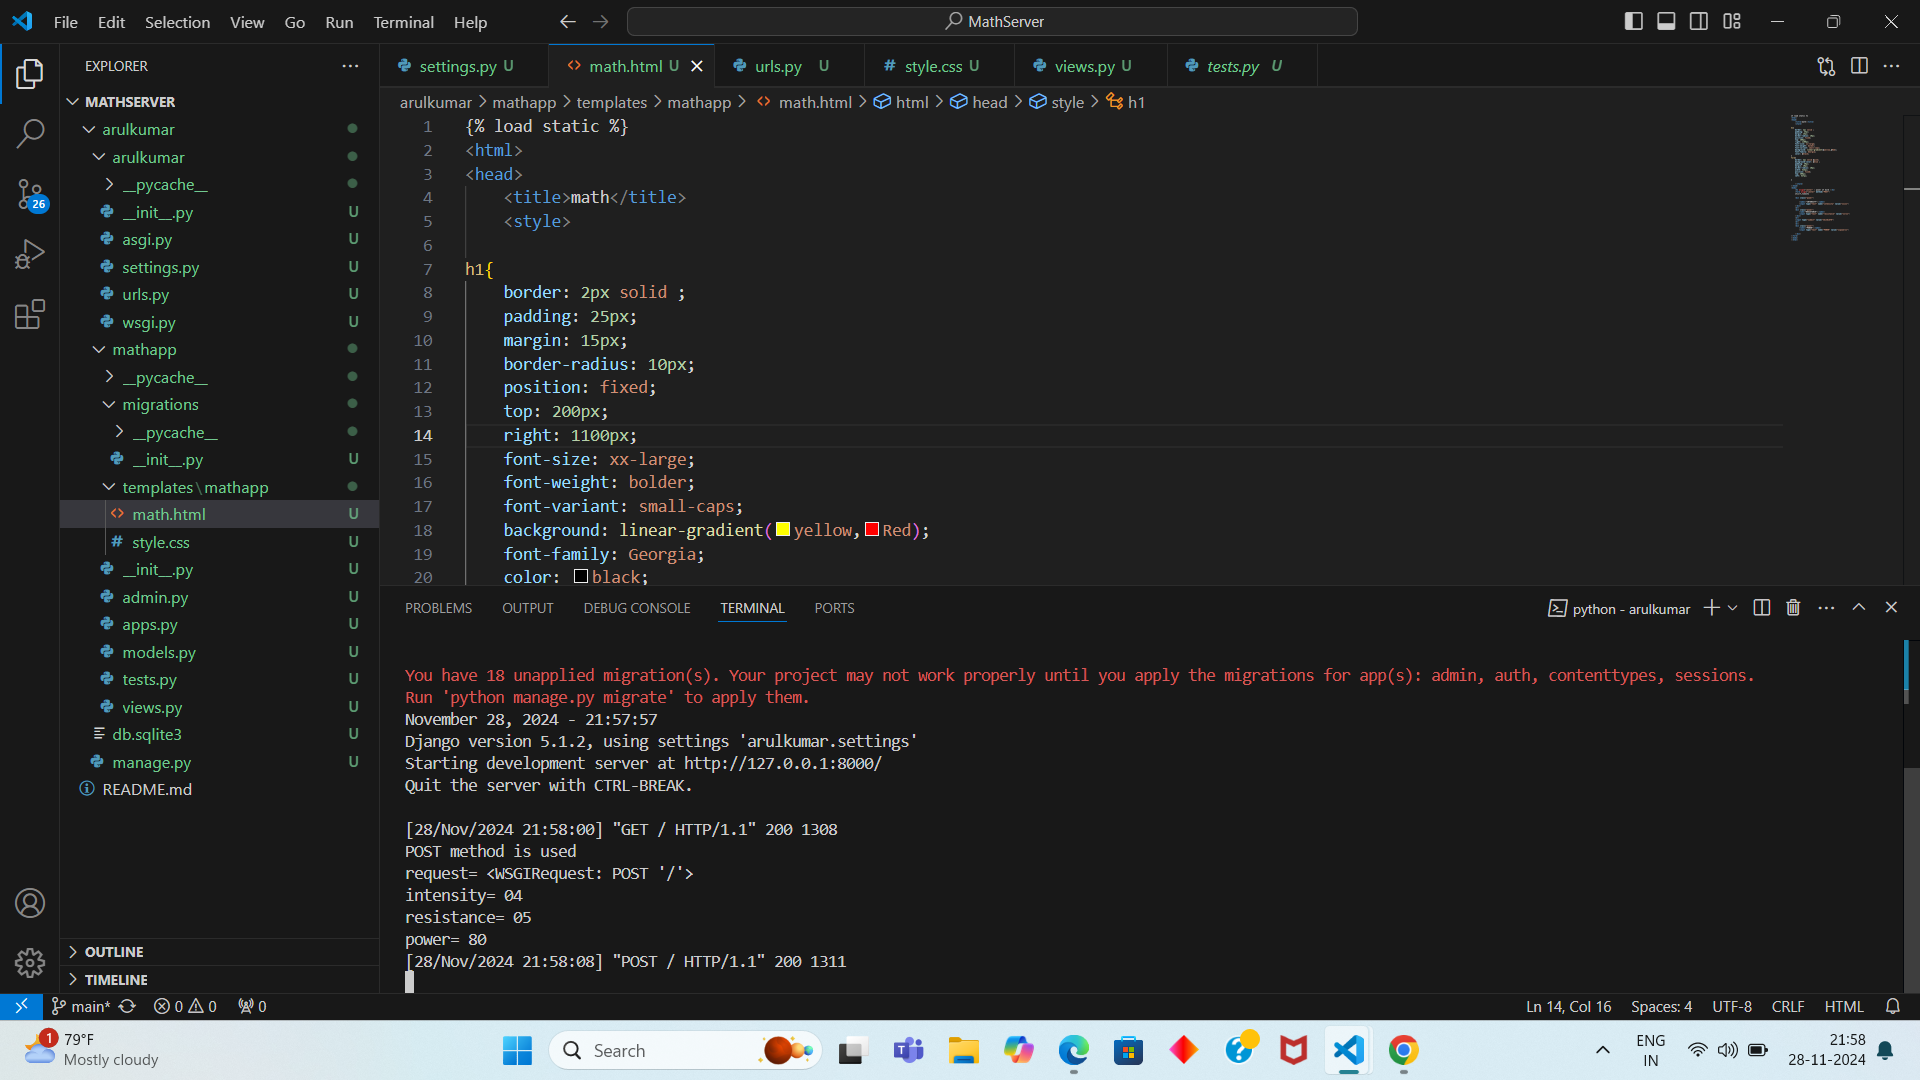 File Edit Selection View Go Run Terminal Help
MathServer
EXPLORER
settings.py U
math.html U
urls.py U
style.css U
views.py U
tests.py U
MATHSERVER
arulkumar
arulkumar
__pycache__
__init__.py U
asgi.py U
settings.py U
urls.py U
wsgi.py U
mathapp
__pycache__
migrations
__pycache__
__init__.py U
templates\mathapp
math.html U
style.css U
__init__.py U
admin.py U
apps.py U
models.py U
tests.py U
views.py U
db.sqlite3 U
manage.py U
README.md
OUTLINE
TIMELINE
26
arulkumar > mathapp > templates > mathapp > math.html > html > head > style > h1
1 {% load static %}
2 <html>
3 <head>
4 <title>math</title>
5 <style>
6
7 h1{
8 border: 2px solid ;
9 padding: 25px;
10 margin: 15px;
11 border-radius: 10px;
12 position: fixed;
13 top: 200px;
14 right: 1100px;
15 font-size: xx-large;
16 font-weight: bolder;
17 font-variant: small-caps;
18 background: linear-gradient(yellow,Red);
19 font-family: Georgia;
20 color: black;
PROBLEMS OUTPUT DEBUG CONSOLE TERMINAL PORTS
python - arulkumar
You have 18 unapplied migration(s). Your project may not work properly until you apply the migrations for app(s): admin, auth, contenttypes, sessions.
Run 'python manage.py migrate' to apply them.
November 28, 2024 - 21:57:57
Django version 5.1.2, using settings 'arulkumar.settings'
Starting development server at http://127.0.0.1:8000/
Quit the server with CTRL-BREAK.
[28/Nov/2024 21:58:00] "GET / HTTP/1.1" 200 1308
POST method is used
request= <WSGIRequest: POST '/'>
intensity= 04
resistance= 05
power= 80
[28/Nov/2024 21:58:08] "POST / HTTP/1.1" 200 1311
main* 0 0 0
Ln 14, Col 16 Spaces: 4 UTF-8 CRLF HTML
1
79°F
Mostly cloudy
Search
ENG
IN
21:58
28-11-2024